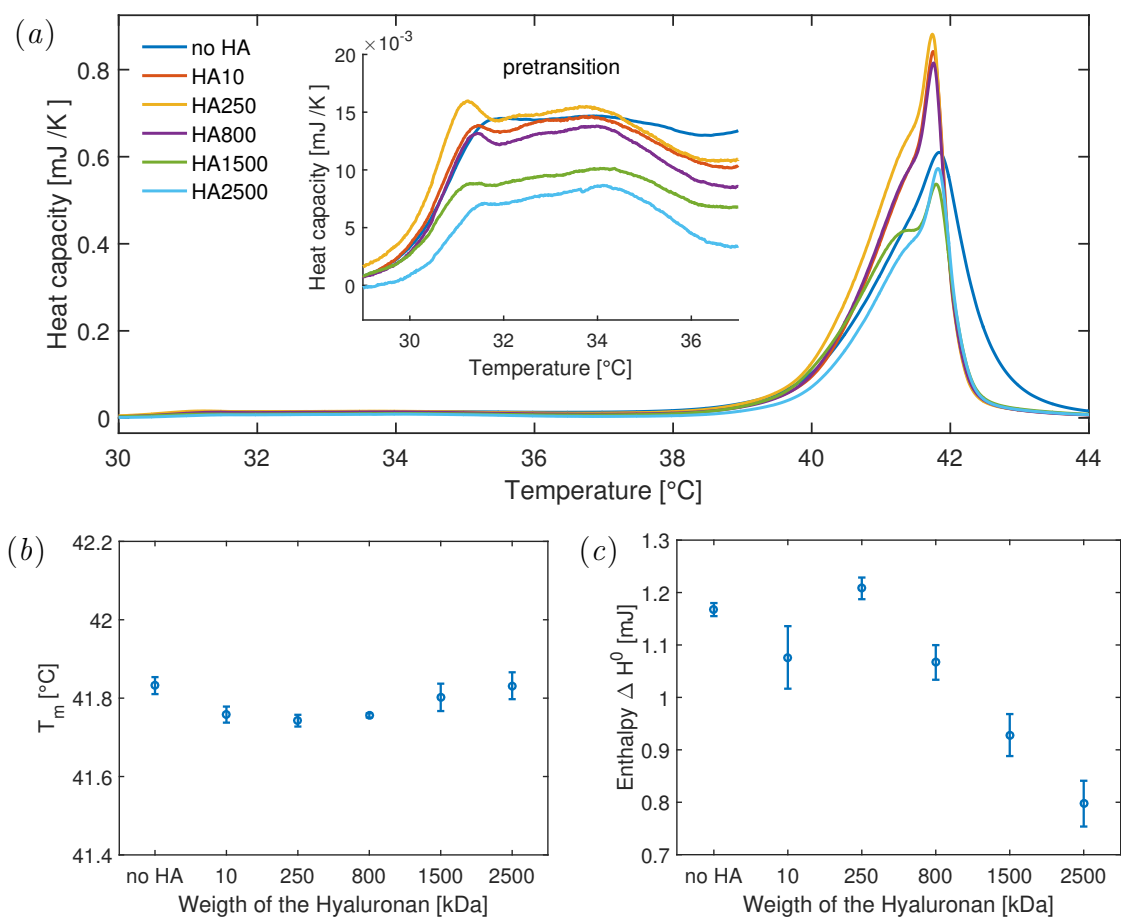 (a)
Heat capacity [mJ /K]
0.8
0.6
0.4
0.2
0
no HA
HA10
HA250
HA800
HA1500
HA2500
×10⁻³
20
15
10
5
0
Heat capacity [mJ/K]
pretransition
30
32
34
36
Temperature [°C]
30
32
34
36
38
40
42
44
Temperature [°C]
(b)
42.2
42
41.8
41.6
41.4
Tₘ [°C]
no HA
10
250
800
1500
2500
Weigth of the Hyaluronan [kDa]
(c)
1.3
1.2
1.1
1
0.9
0.8
0.7
Enthalpy Δ H⁰ [mJ]
no HA
10
250
800
1500
2500
Weigth of the Hyaluronan [kDa]